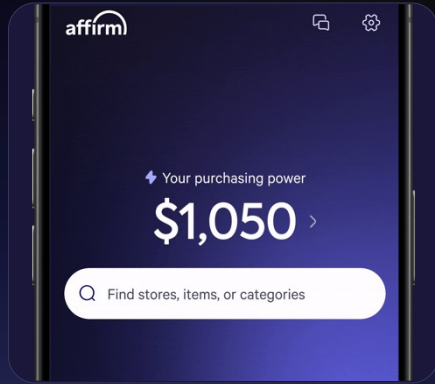 affirm
Your purchasing power
$1,050
Find stores, items, or categories